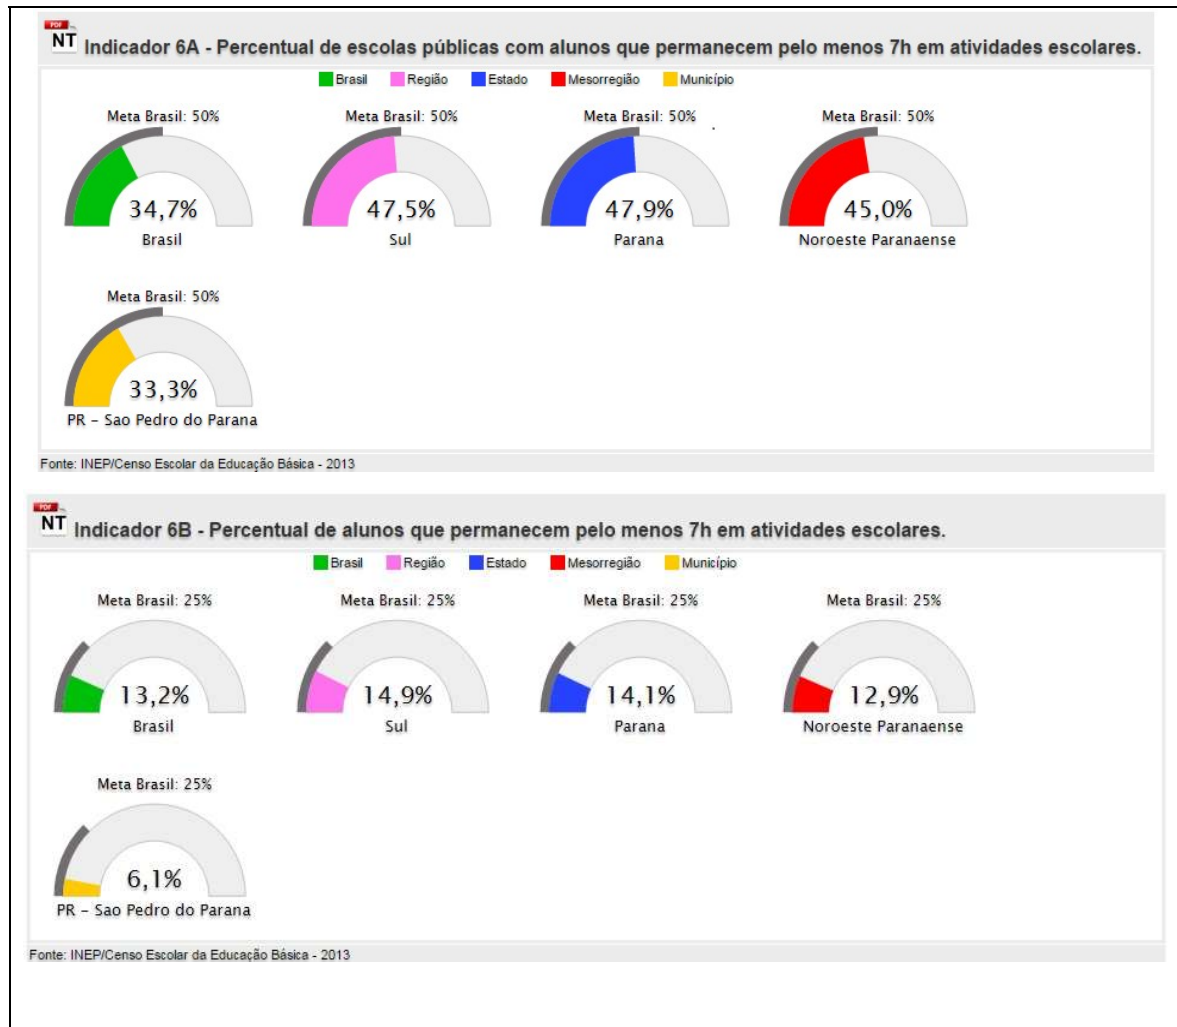 PDF
NT Indicador 6A - Percentual de escolas públicas com alunos que permecem pelo menos 7h em atividades escolares.
Brasil Região Estado Mesorregião Município
Meta Brasil: 50% Meta Brasil: 50% Meta Brasil: 50% Meta Brasil: 50%
34,7% 47,5% 47,9% 45,0%
Brasil Sul Parana Noroeste Paranaense
Meta Brasil: 50%
33,3%
PR – Sao Pedro do Parana
Fonte: INEP/Censo Escolar da Educação Básica - 2013
PDF
NT Indicador 6B - Percentual de alunos que permanecem pelo menos 7h em atividades escolares.
Brasil Região Estado Mesorregião Município
Meta Brasil: 25% Meta Brasil: 25% Meta Brasil: 25% Meta Brasil: 25%
13,2% 14,9% 14,1% 12,9%
Brasil Sul Parana Noroeste Paranaense
Meta Brasil: 25%
6,1%
PR – Sao Pedro do Parana
Fonte: INEP/Censo Escolar da Educação Básica - 2013